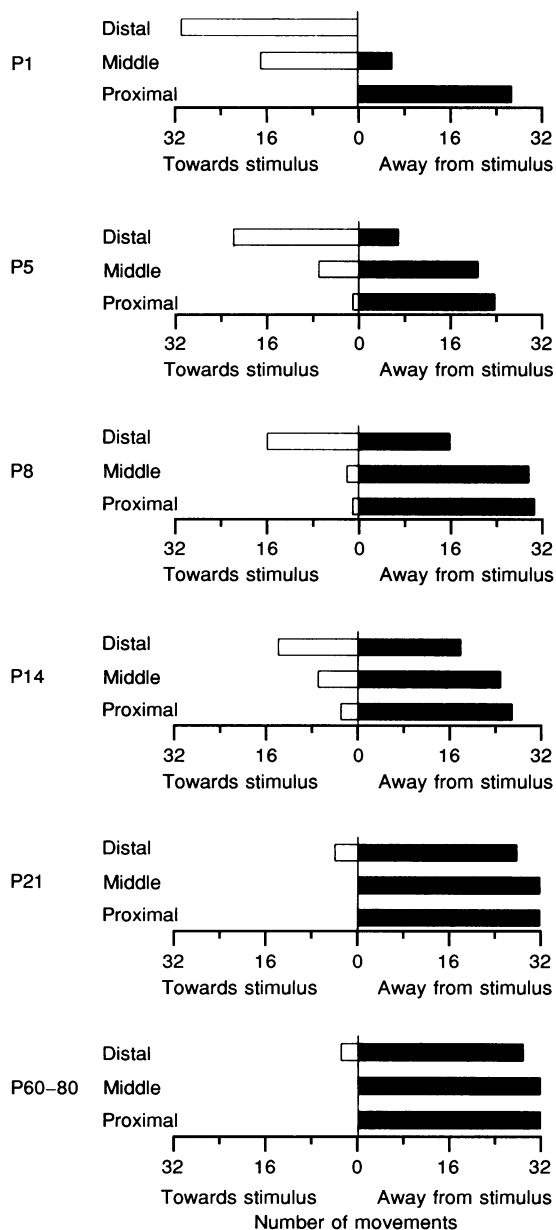 Distal
P1 Middle
Proximal
32 16 0 16 32
Towards stimulus Away from stimulus
Distal
P5 Middle
Proximal
32 16 0 16 32
Towards stimulus Away from stimulus
Distal
P8 Middle
Proximal
32 16 0 16 32
Towards stimulus Away from stimulus
Distal
P14 Middle
Proximal
32 16 0 16 32
Towards stimulus Away from stimulus
Distal
P21 Middle
Proximal
32 16 0 16 32
Towards stimulus Away from stimulus
Distal
P60–80 Middle
Proximal
32 16 0 16 32
Towards stimulus Away from stimulus
Number of movements